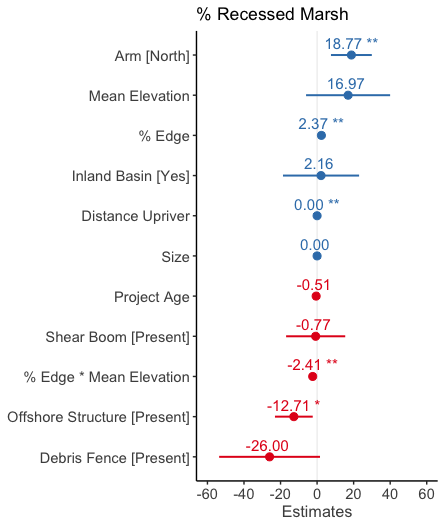 % Recessed Marsh
Arm [North] 18.77 **
Mean Elevation 16.97
% Edge 2.37 **
Inland Basin [Yes] 2.16
Distance Upriver 0.00 **
Size 0.00
Project Age -0.51
Shear Boom [Present] -0.77
% Edge * Mean Elevation -2.41 **
Offshore Structure [Present] -12.71 *
Debris Fence [Present] -26.00
-60 -40 -20 0 20 40 60
Estimates